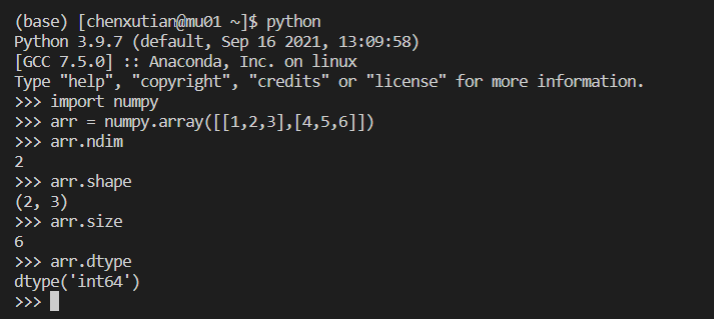 (base) [chenxutian@mu01 ~]$ python
Python 3.9.7 (default, Sep 16 2021, 13:09:58)
[GCC 7.5.0] :: Anaconda, Inc. on linux
Type "help", "copyright", "credits" or "license" for more information.
>>> import numpy
>>> arr = numpy.array([[1,2,3],[4,5,6]])
>>> arr.ndim
2
>>> arr.shape
(2, 3)
>>> arr.size
6
>>> arr.dtype
dtype('int64')
>>>